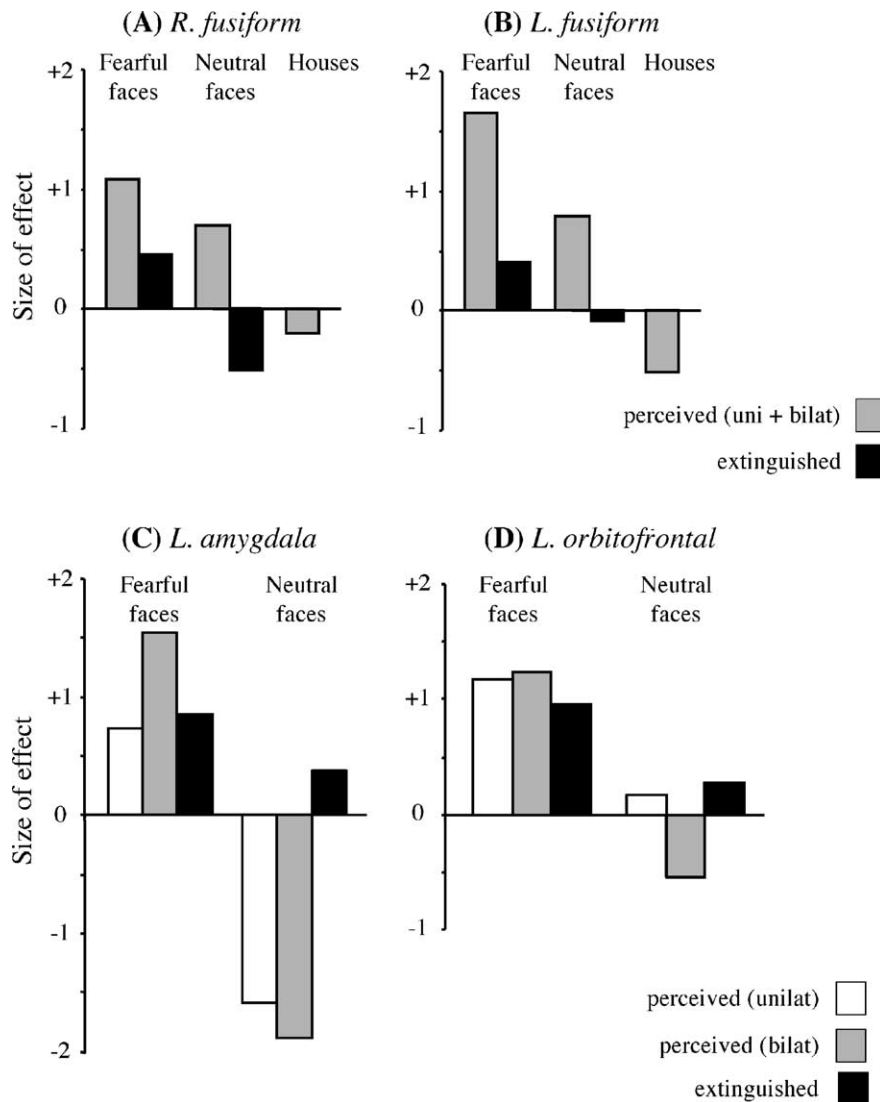 (A) R. fusiform
Fearful faces
Neutral faces
Houses
+2
+1
0
-1
Size of effect
(B) L. fusiform
Fearful faces
Neutral faces
Houses
+2
+1
0
-1
perceived (uni + bilat)
extinguished
(C) L. amygdala
Fearful faces
Neutral faces
+2
+1
0
-1
-2
Size of effect
(D) L. orbitofrontal
Fearful faces
Neutral faces
+2
+1
0
-1
perceived (unilat)
perceived (bilat)
extinguished